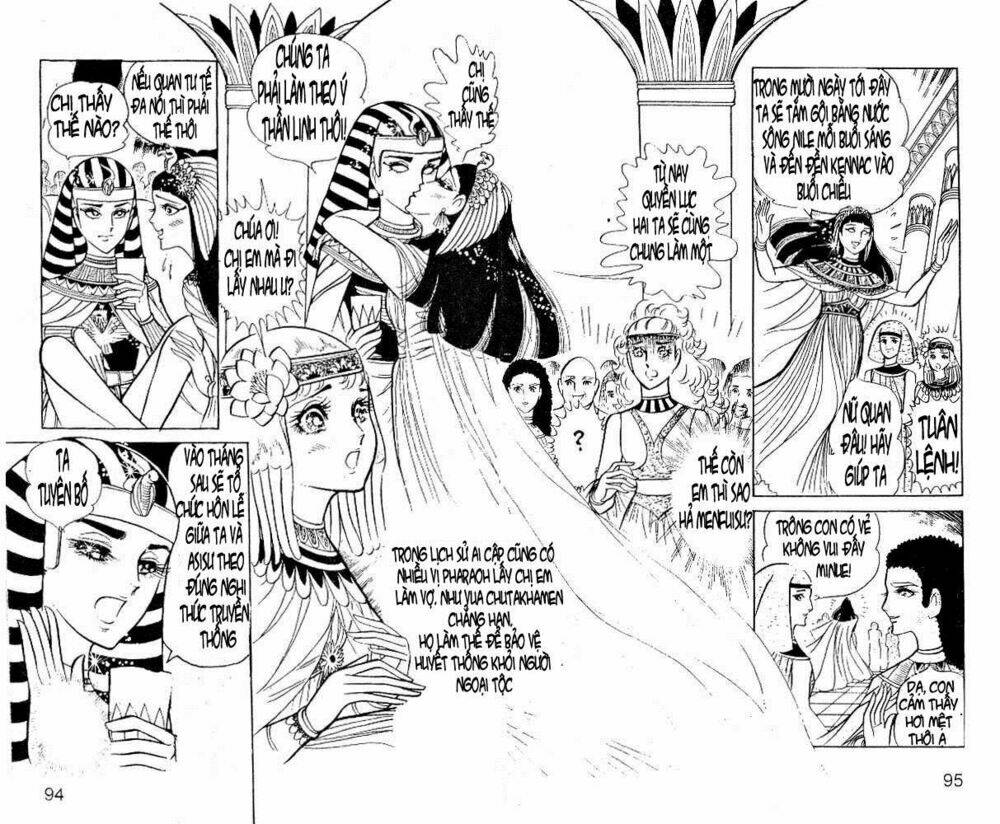 CHỊ THẤY
THẾ NÀO?
NẾU QUAN TƯ TẾ
ĐA NÓI THÌ PHẢI
THẾ THÔI
TA
TUYÊN BỐ
VÀO THÁNG
SAU SẼ TỔ
CHỨC HÔN LỄ
GIỮA TA VÀ
ASISU THEO
ĐÚNG NGHI
THỨC TRUYỀN
THỐNG
CHÚNG TA
PHẢI LÀM THEO Ý
THẦN LINH THÔI!
CHỊ
CŨNG
THẤY THẾ
CHÚA ƠI!
CHỊ EM MÀ ĐI
LẤY NHAU Ư?
TỪ NAY
QUYỀN LỰC
HAI TA SẼ CÙNG
CHUNG LÀM MỘT
?
THẾ CÒN
EM THÌ SAO
HẢ MENFUISU?
TRONG LỊCH SỬ AI CẬP CŨNG CÓ
NHIỀU VỊ PHARAOH LẤY CHỊ EM
LÀM VỢ, NHƯ VUA CHUTAKHAMEN
CHẲNG HẠN.
HỌ LÀM THẾ ĐỂ BẢO VỆ
HUYẾT THỐNG KHỎI NGƯỜI
NGOẠI TỘC
TRONG MƯỜI NGÀY TỚI ĐÂY
TA SẼ TẮM GỘI BẰNG NƯỚC
SÔNG NILE MỖI BUỔI SÁNG
VÀ ĐẾN ĐỀN KENNAC VÀO
BUỔI CHIỀU
NỮ QUAN
ĐÂU! HÃY
GIÚP TA
TUÂN
LỆNH!
TRÔNG CON CÓ VẺ
KHÔNG VUI ĐẤY
MINUE!
DẠ, CON
CẢM THẤY
HƠI MỆT
THÔI Ạ
94
95